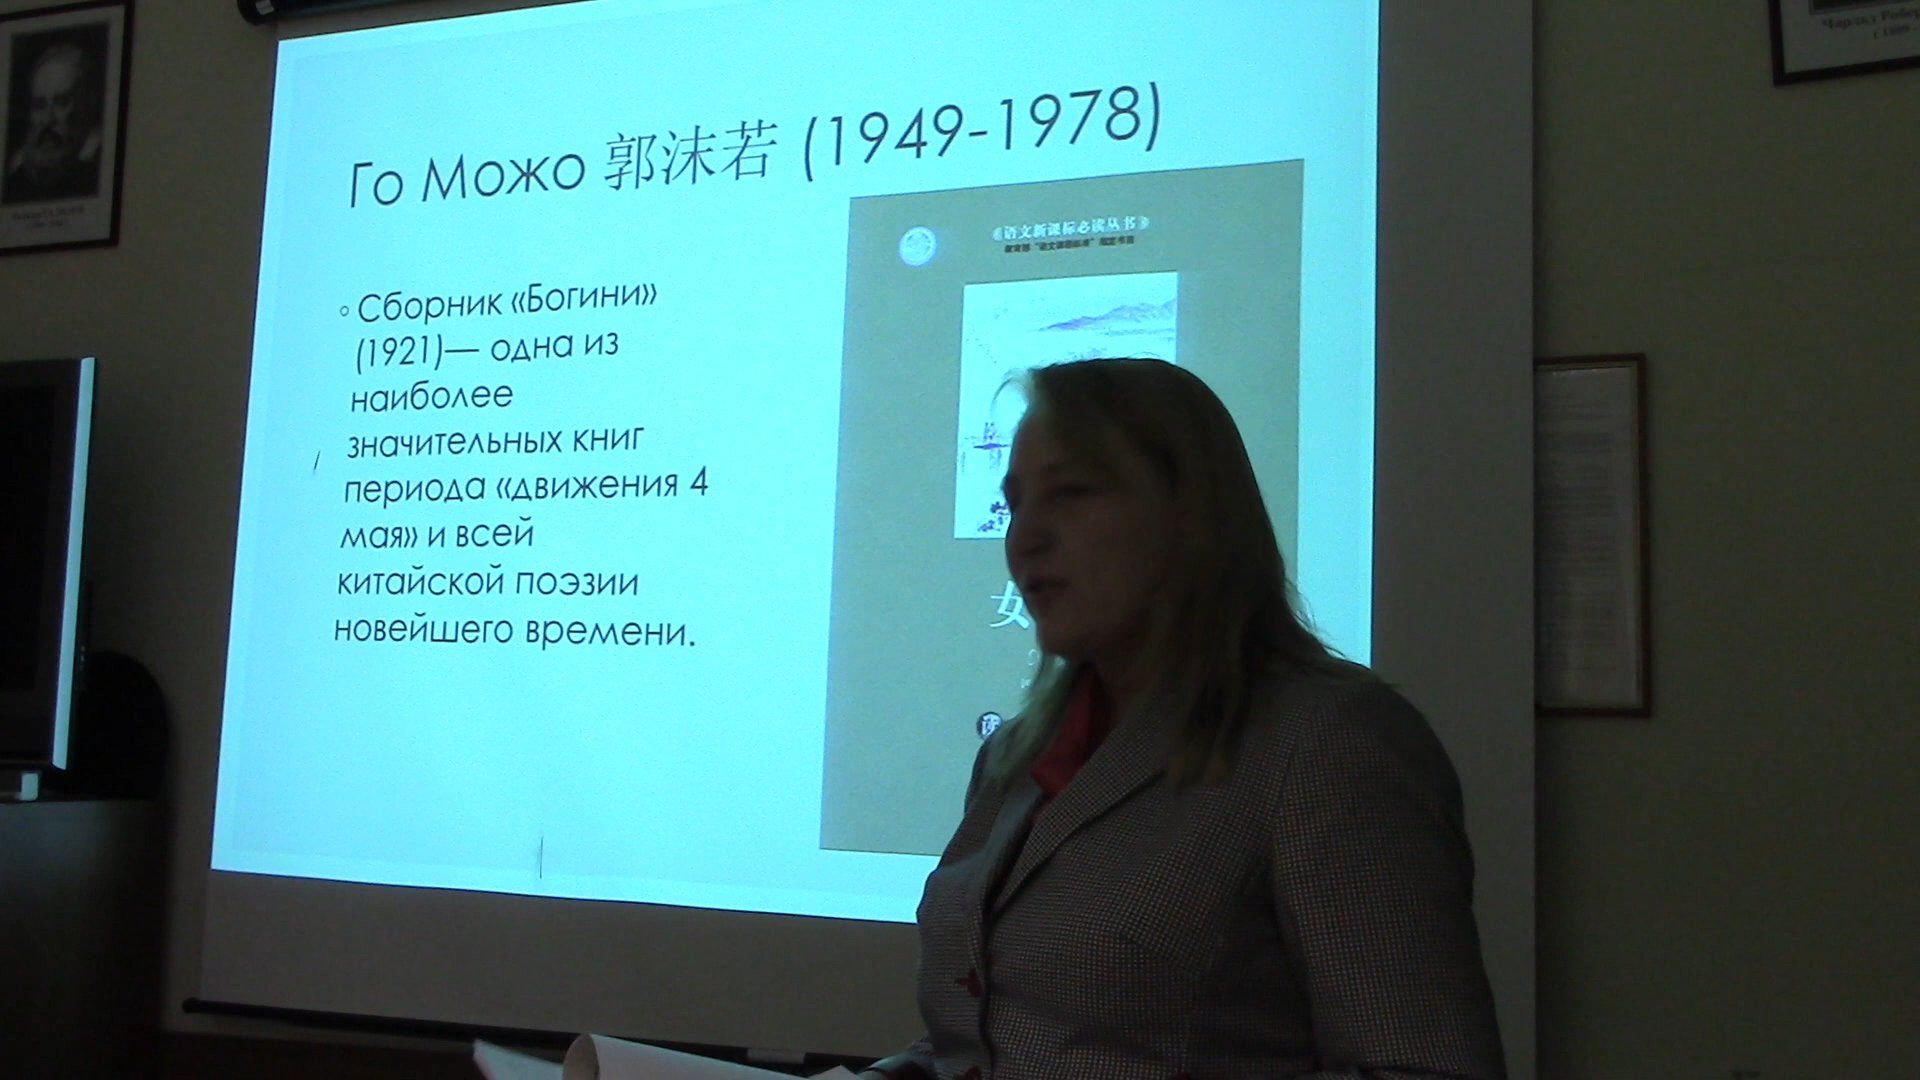 Го Можо 郭沫若 (1949-1978)
Сборник «Богини»
(1921)— одна из
наиболее
значительных книг
периода «движения 4
мая» и всей
китайской поэзии
новейшего времени.
语文新课标必读丛书
女